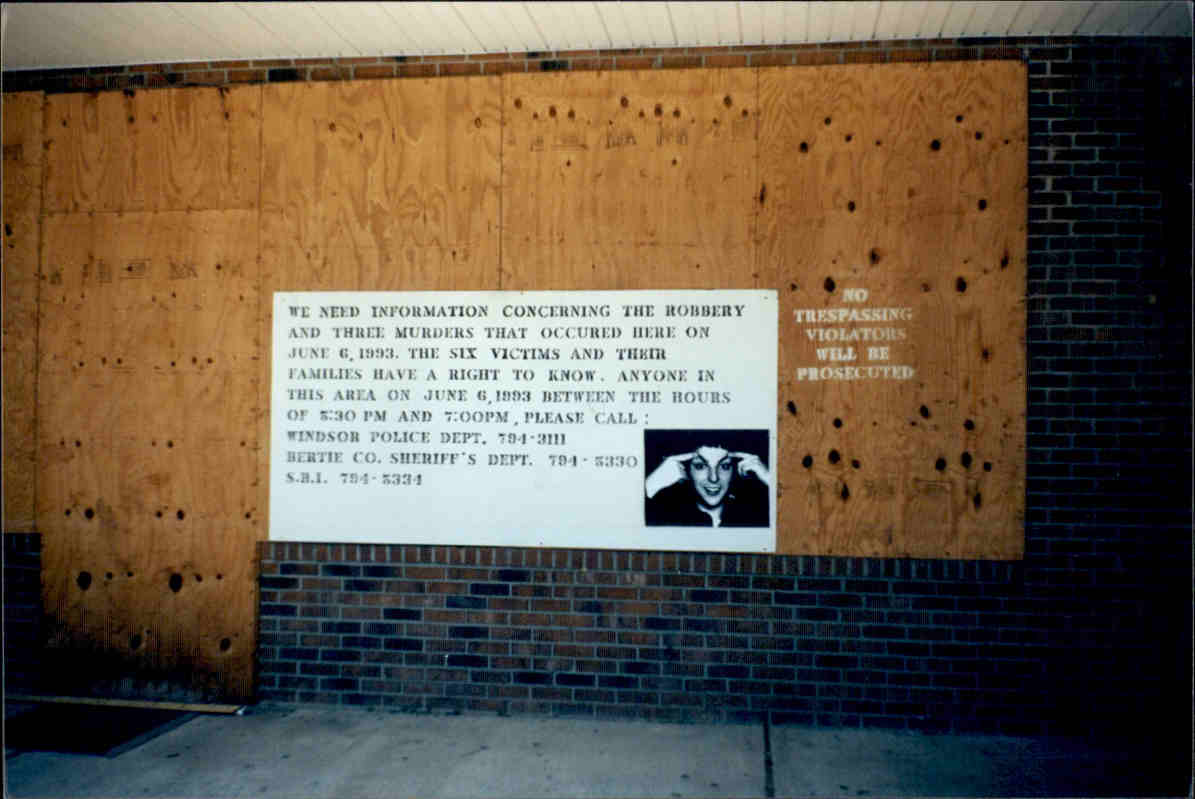 WE NEED INFORMATION CONCERNING THE ROBBERY
AND THREE MURDERS THAT OCCURED HERE ON
JUNE 6, 1993. THE SIX VICTIMS AND THEIR
FAMILIES HAVE A RIGHT TO KNOW. ANYONE IN
THIS AREA ON JUNE 6, 1993 BETWEEN THE HOURS
OF 5:30 PM AND 7:00PM, PLEASE CALL:
WINDSOR POLICE DEPT. 794-3111
BERTIE CO. SHERIFF'S DEPT. 794-5330
S.B.I. 794-5334
NO
TRESPASSING
VIOLATORS
WILL BE
PROSECUTED